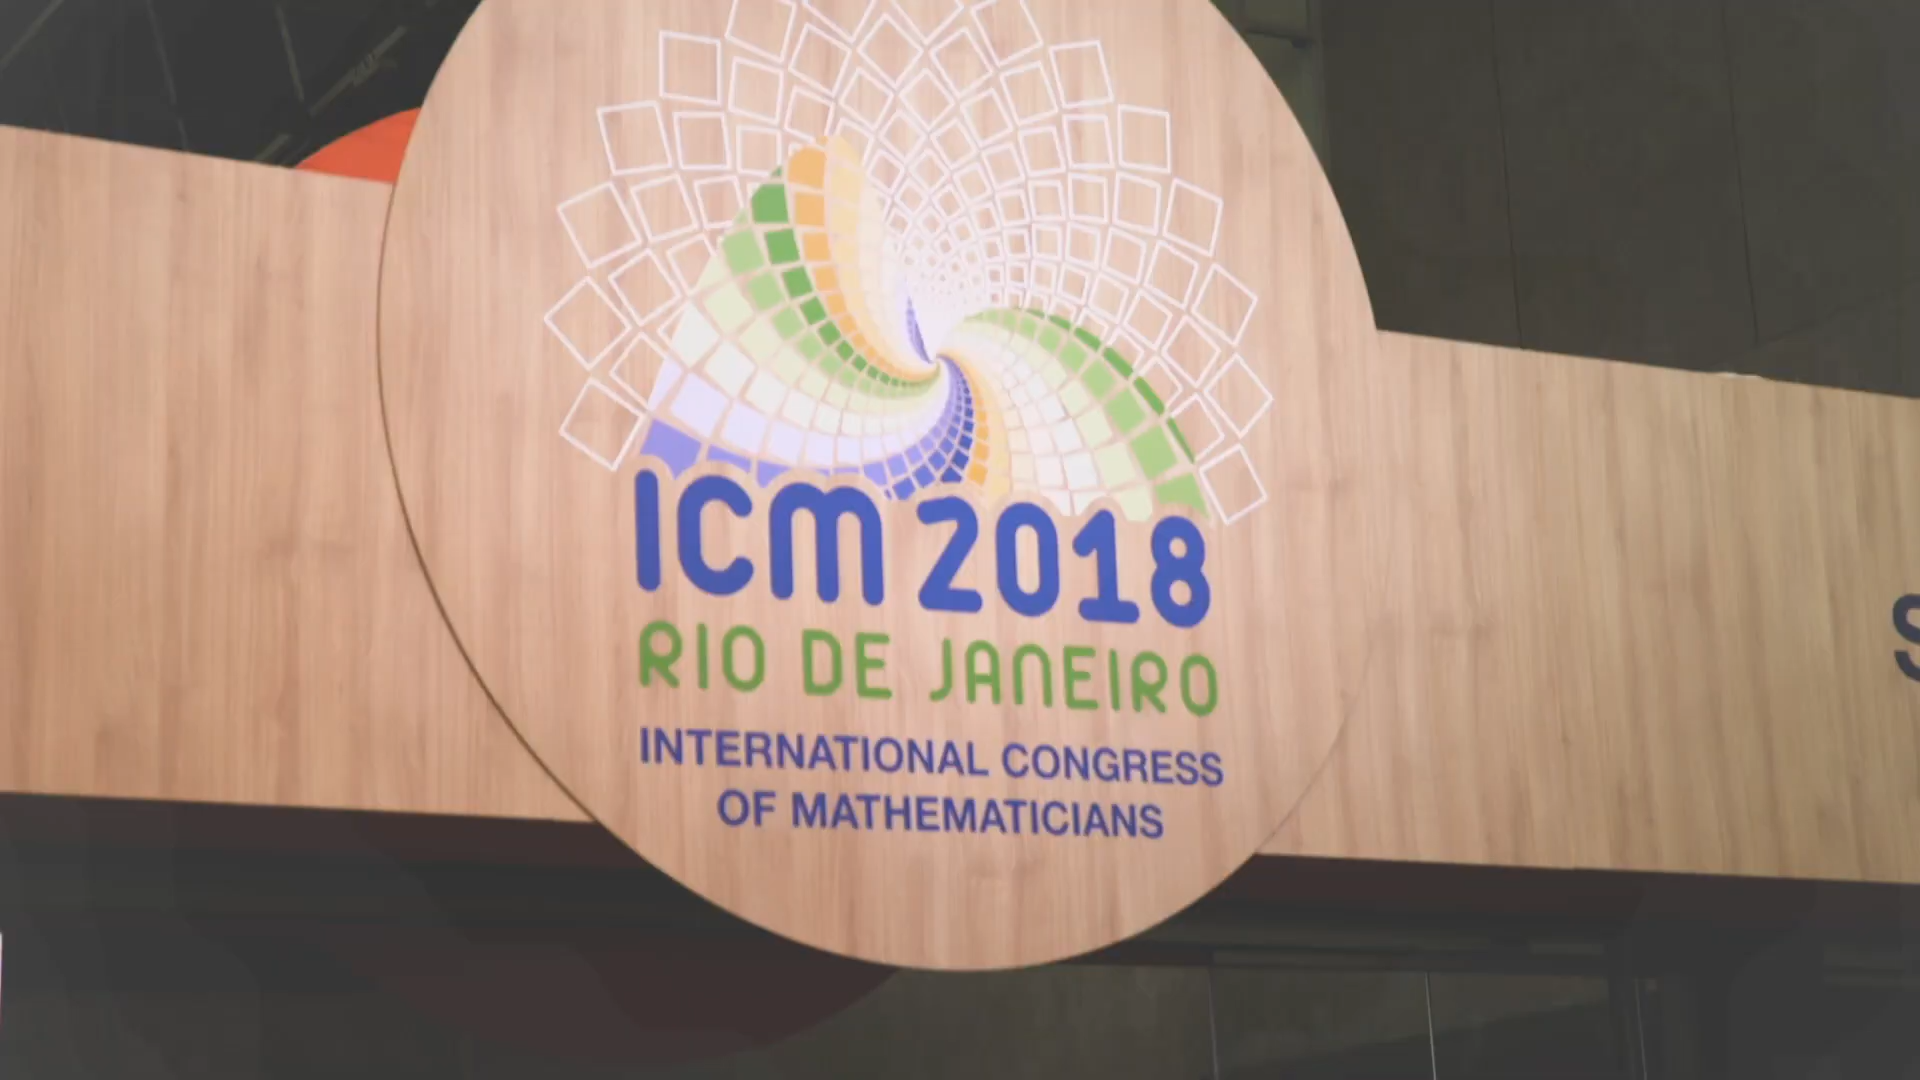 ICM 2018
RIO DE JANEIRO
INTERNATIONAL CONGRESS
OF MATHEMATICIANS